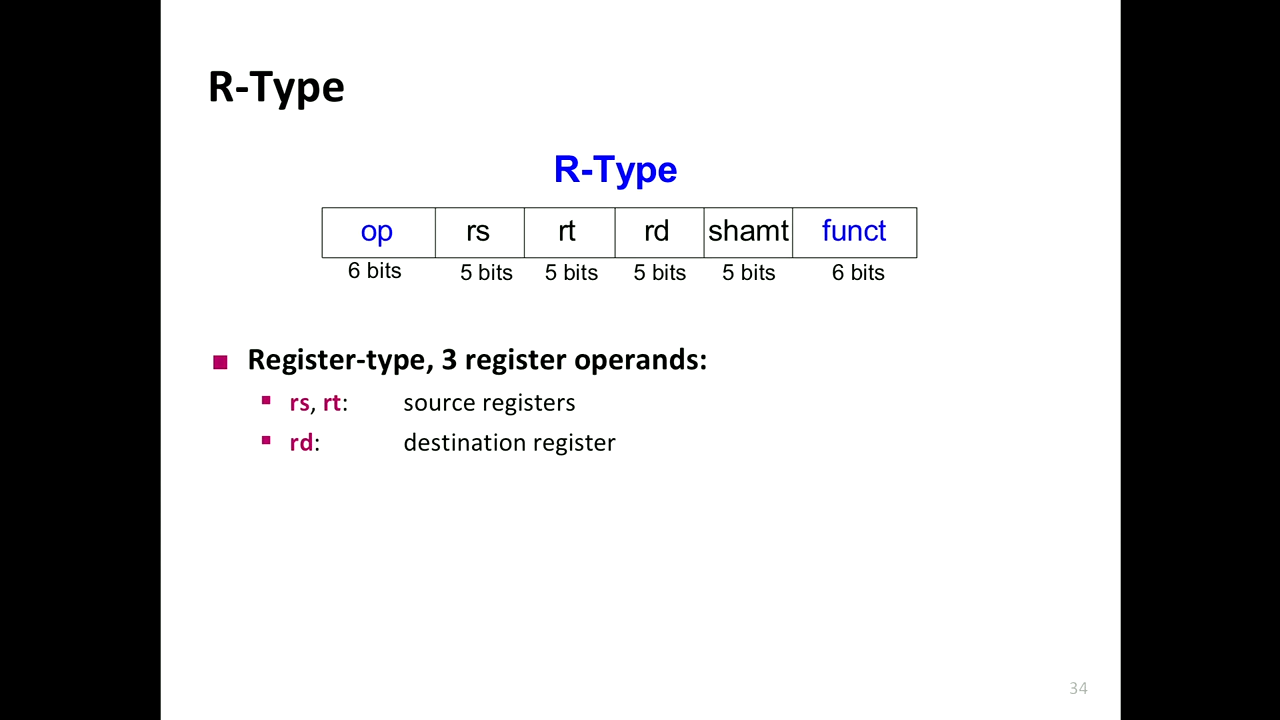 R-Type
R-Type
op rs rt rd shamt funct
6 bits 5 bits 5 bits 5 bits 5 bits 6 bits
Register-type, 3 register operands:
rs, rt: source registers
rd: destination register
34